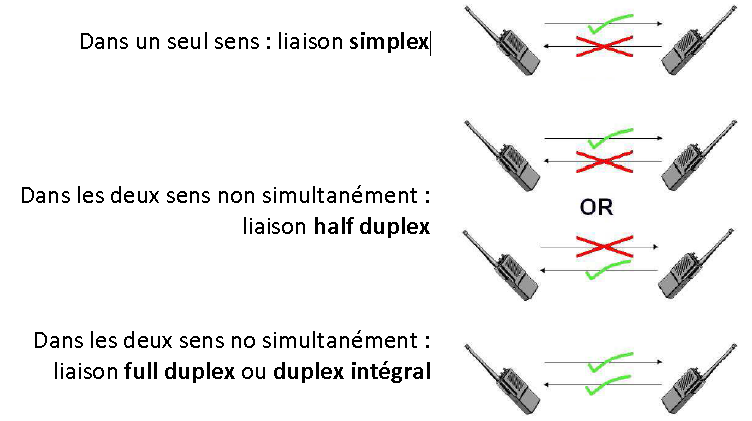 Dans un seul sens : liaison simplex
Dans les deux sens non simultanément :
liaison half duplex
OR
Dans les deux sens no simultanément :
liaison full duplex ou duplex intégral